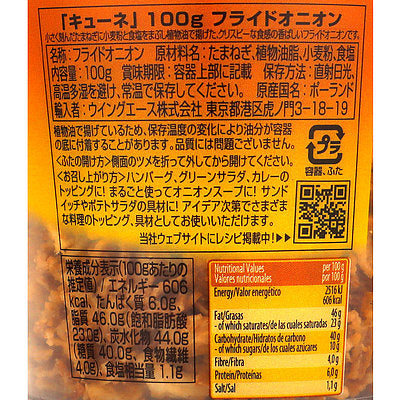 「キューネ」100g フライドオニオン
小さく刻んだたまねぎに小麦粉と食塩をまぶし植物油で揚げた、クリスピーな食感の香ばしいフライドオニオンです。
名称:フライドオニオン 原材料名:たまねぎ、植物油脂、小麦粉、食塩
内容量:100g 賞味期限:容器上部に記載 保存方法:直射日光、
高温多湿を避け、常温で保存してください。 原産国名:ポーランド
輸入者:ウイングエース株式会社 東京都港区虎ノ門3-18-19
植物油で揚げているため、保存温度の変化により油分が容器
の底に付着することがあります。品質には問題ございません。
<ふたの開け方>側面のツメを折って外してから開けてください。
<お召し上がり方>ハンバーグ、グリーンサラダ、カレーの
トッピングに! まるごと使ってオニオンスープに! サンド
イッチやポテトサラダの具材に! アイデア次第でさまざま
な料理のトッピング、具材としてお使いいただけます。
当社ウェブサイトにレシピ掲載中!
プラ
容器、ふた
栄養成分表示(100gあたりの
推定値)/ エネルギー 606
kcal、たんぱく質 6.0g、
脂質 46.0g (飽和脂肪酸
23.0g)、炭水化物 44.0g
(糖質 40.0g、食物繊維
4.0g)、食塩相当量 1.1g
Nutritional Values per 100 g
Valores nutricionales por 100 g
Energy/Valor energético 2516 kJ
606 kcal
Fat/Grasas 46 g
- of which saturates/de las cuales saturadas 23 g
Carbohydrate/Hidratos de carbono 40 g
- of which sugars/de los cuales azúcares 10 g
Fibre/Fibra 4,0 g
Protein/Proteínas 6,0 g
Salt/Sal 1,1 g